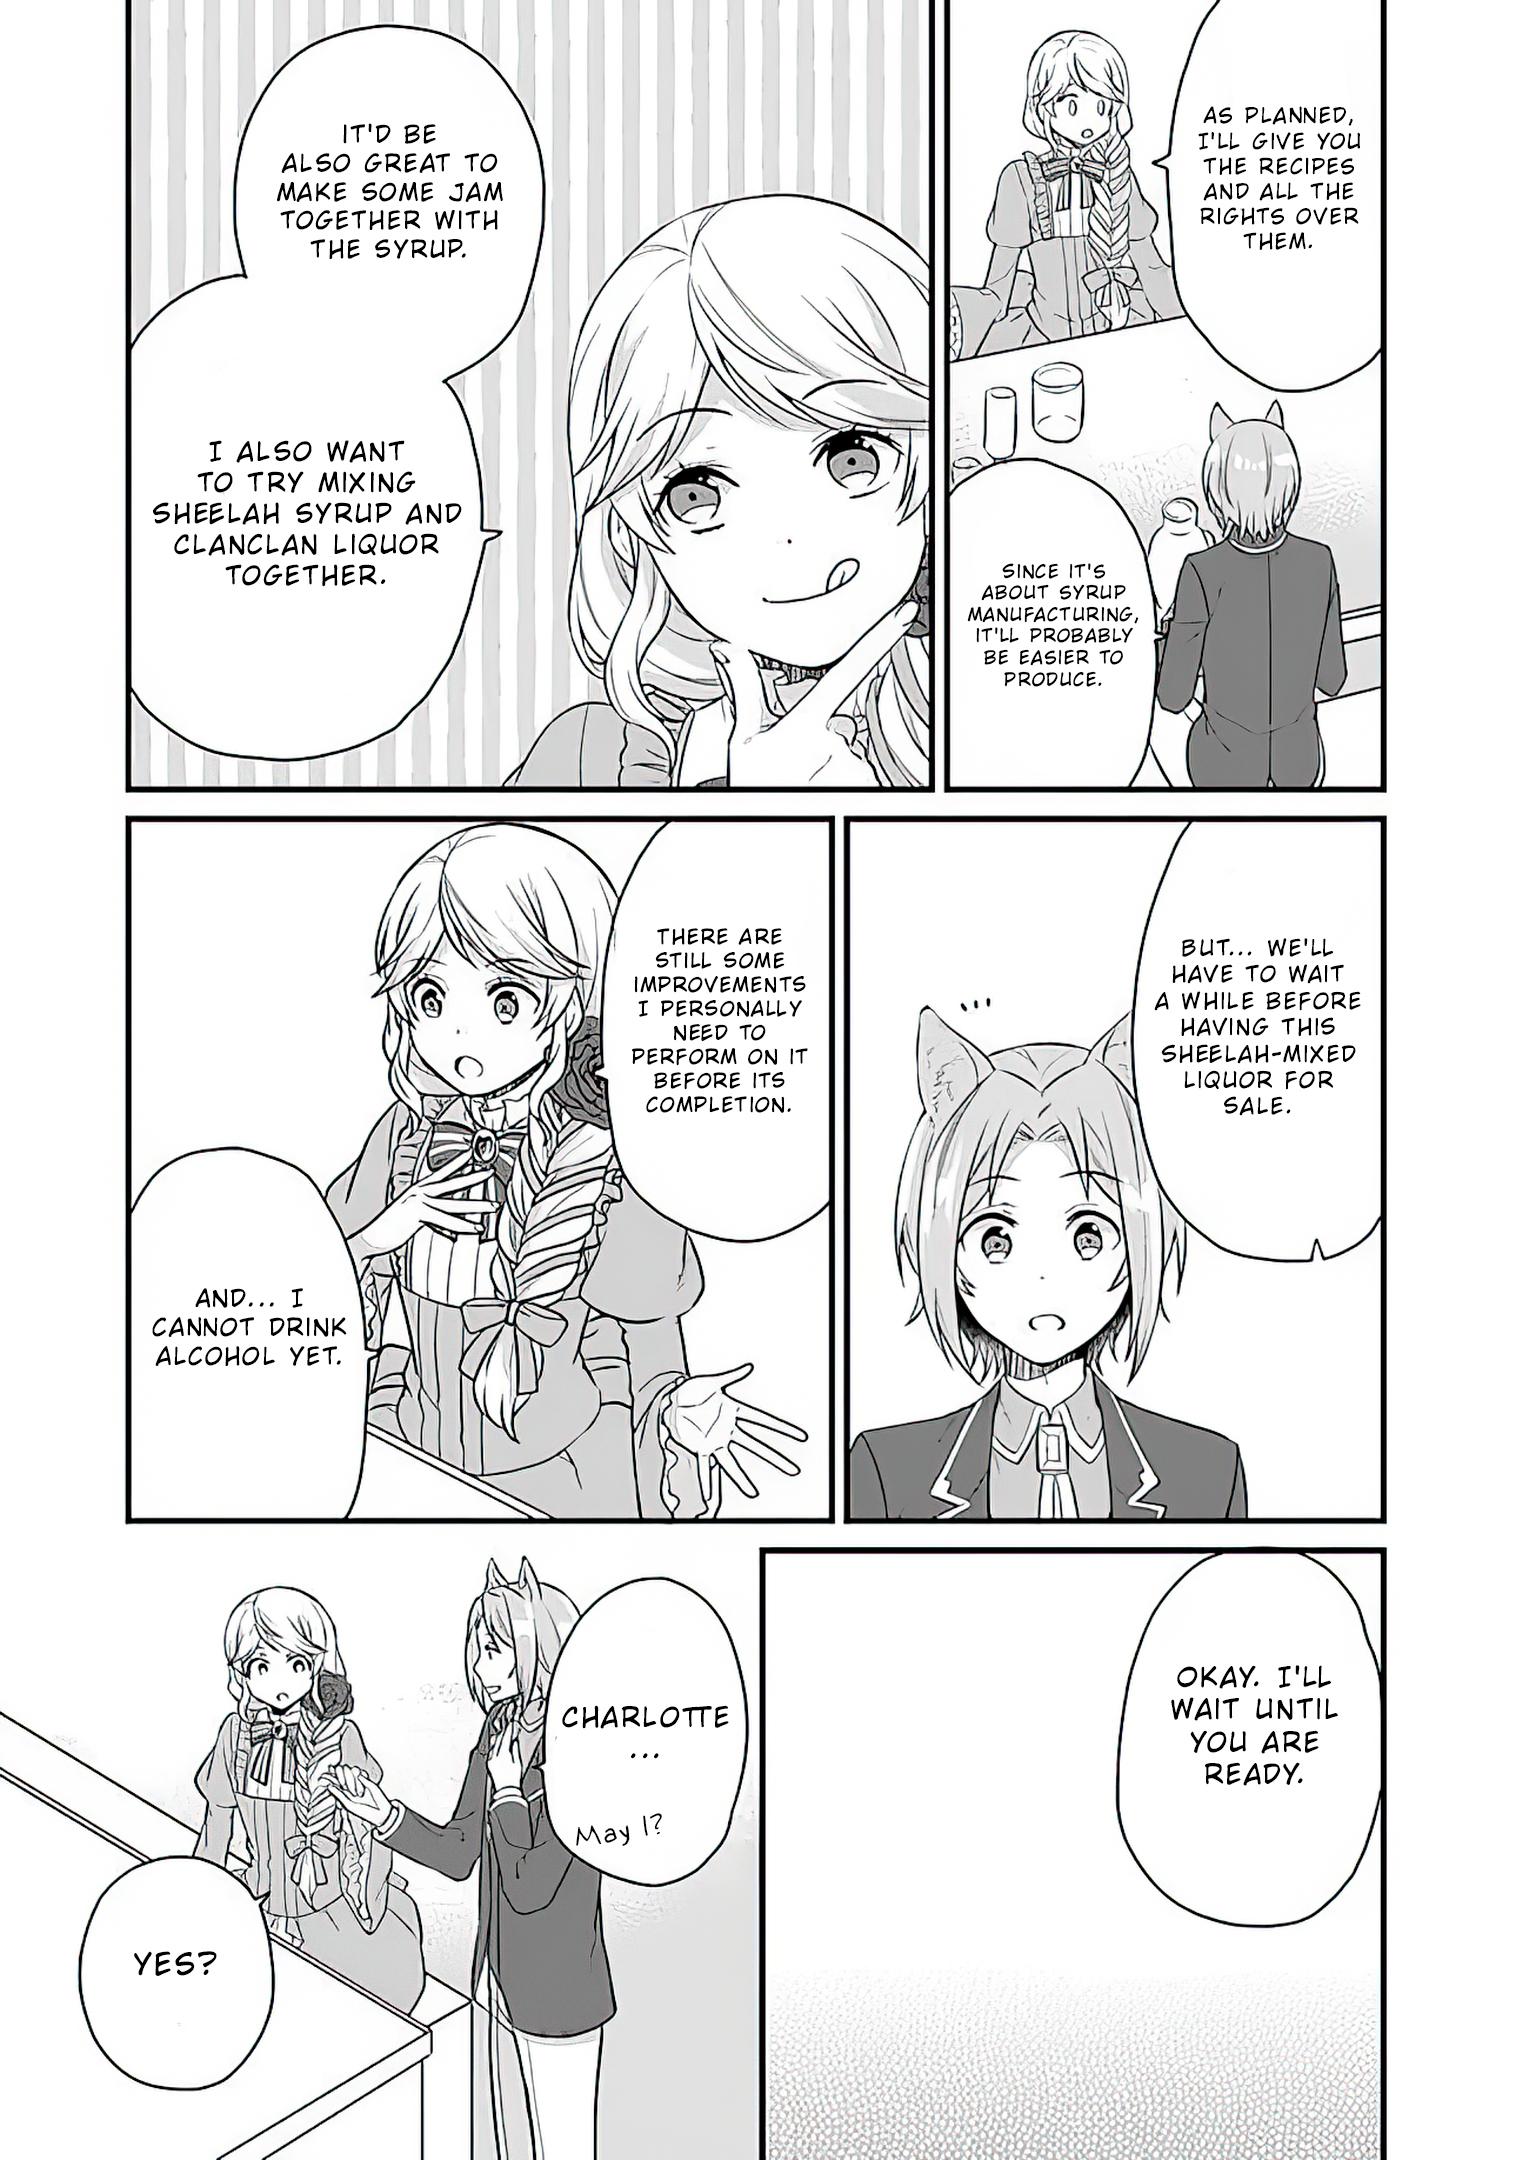 AS PLANNED,
I'LL GIVE YOU
THE RECIPES
AND ALL THE
RIGHTS OVER
THEM.
SINCE IT'S
ABOUT SYRUP
MANUFACTURING,
IT'LL PROBABLY
BE EASIER TO
PRODUCE.
IT'D BE
ALSO GREAT TO
MAKE SOME JAM
TOGETHER WITH
THE SYRUP.
I ALSO WANT
TO TRY MIXING
SHEELAH SYRUP AND
CLANCLAN LIQUOR
TOGETHER.
BUT... WE'LL
HAVE TO WAIT
A WHILE BEFORE
HAVING THIS
SHEELAH-MIXED
LIQUOR FOR
SALE.
THERE ARE
STILL SOME
IMPROVEMENTS
I PERSONALLY
NEED TO
PERFORM ON IT
BEFORE ITS
COMPLETION.
AND... I
CANNOT DRINK
ALCOHOL YET.
OKAY. I'LL
WAIT UNTIL
YOU ARE
READY.
CHARLOTTE
...
May I?
YES?